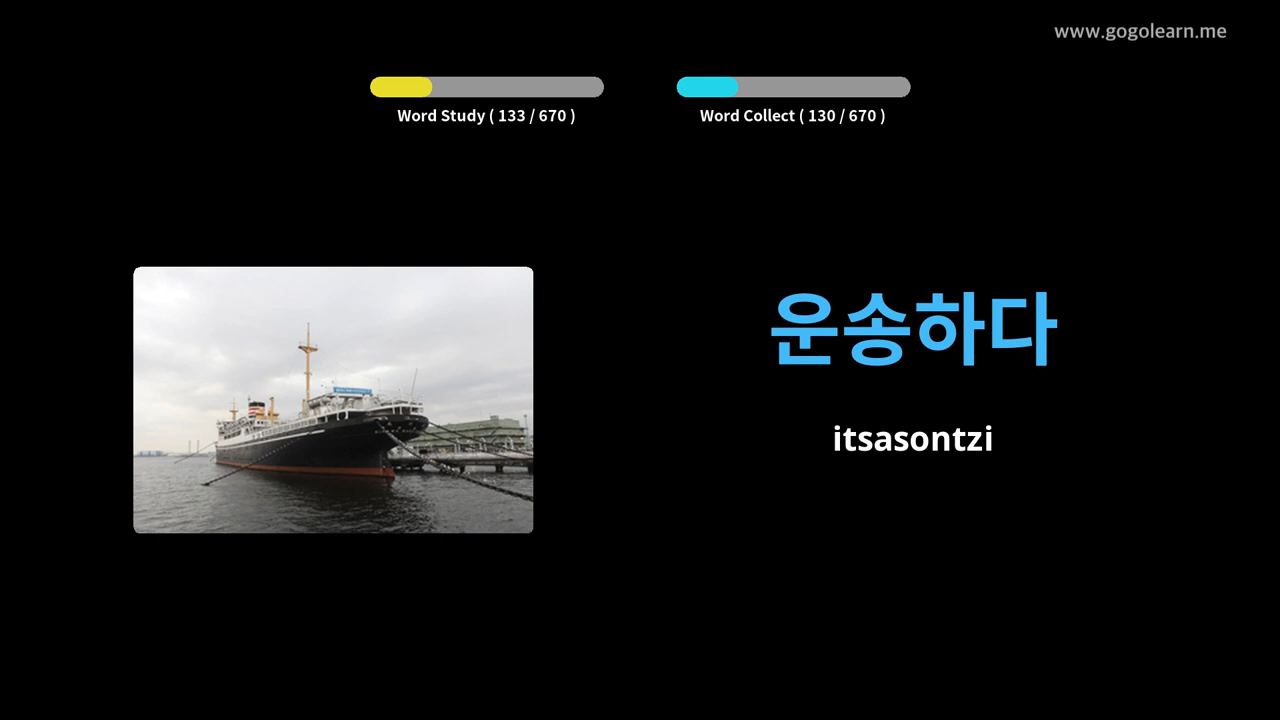 www.gogolearn.me
Word Study ( 133 / 670 )
Word Collect ( 130 / 670 )
운송하다
itsasontzi